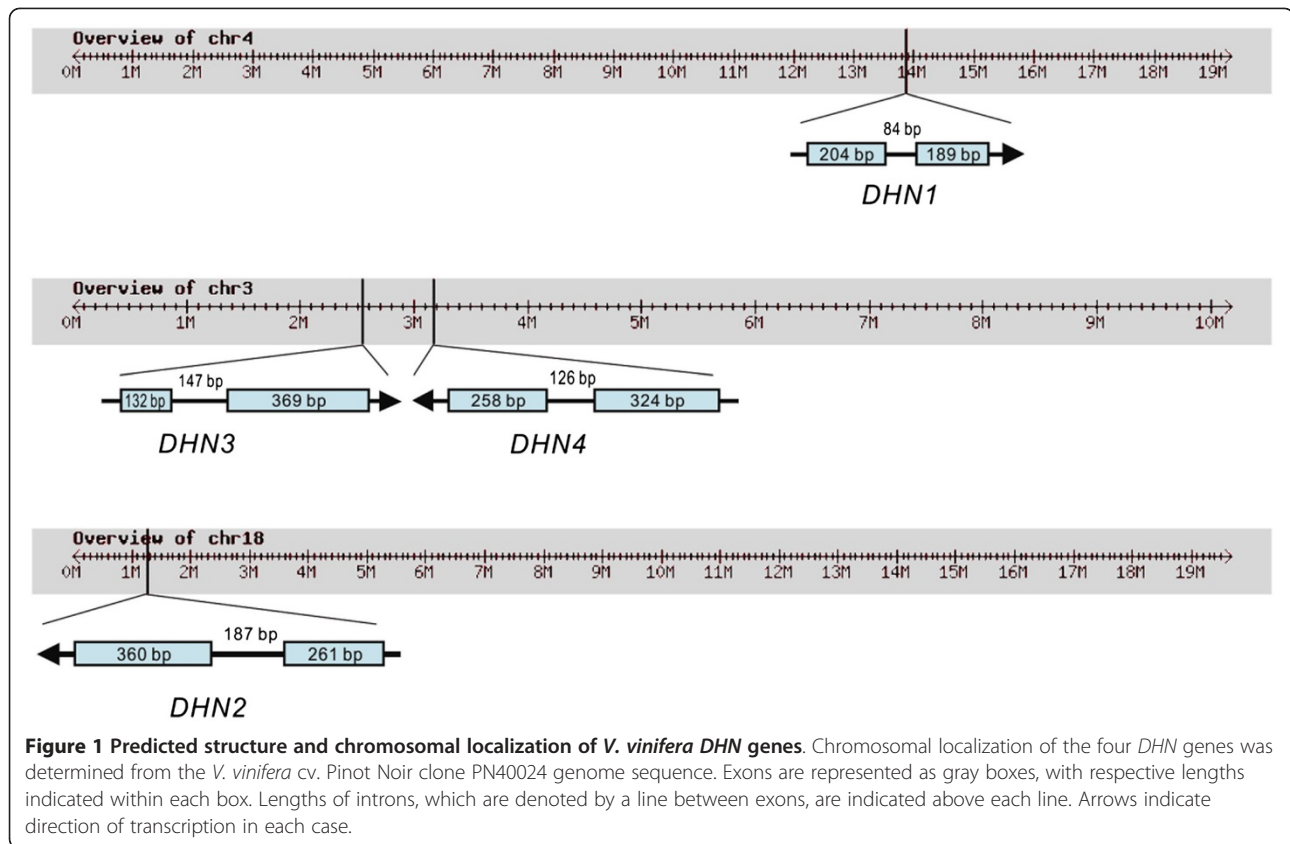 Overview of chr4
0M 1M 2M 3M 4M 5M 6M 7M 8M 9M 10M 11M 12M 13M 14M 15M 16M 17M 18M 19M
84 bp
204 bp 189 bp
DHN1
Overview of chr3
0M 1M 2M 3M 4M 5M 6M 7M 8M 9M 10M
147 bp 126 bp
132 bp 369 bp 258 bp 324 bp
DHN3 DHN4
Overview of chr18
0M 1M 2M 3M 4M 5M 6M 7M 8M 9M 10M 11M 12M 13M 14M 15M 16M 17M 18M 19M
187 bp
360 bp 261 bp
DHN2
Figure 1 Predicted structure and chromosomal localization of V. vinifera DHN genes. Chromosomal localization of the four DHN genes was
determined from the V. vinifera cv. Pinot Noir clone PN40024 genome sequence. Exons are represented as gray boxes, with respective lengths
indicated within each box. Lengths of introns, which are denoted by a line between exons, are indicated above each line. Arrows indicate
direction of transcription in each case.